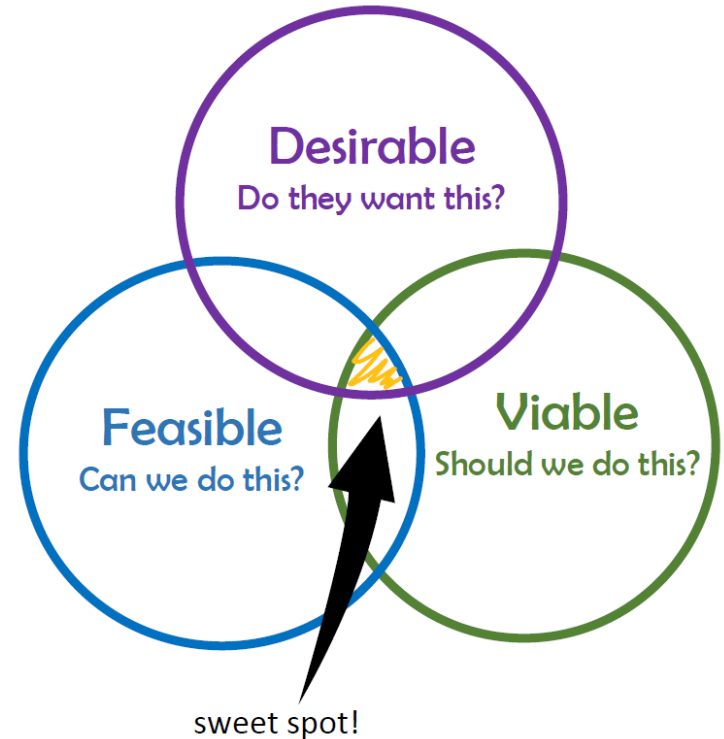 Desirable
Do they want this?
Feasible
Can we do this?
Viable
Should we do this?
sweet spot!